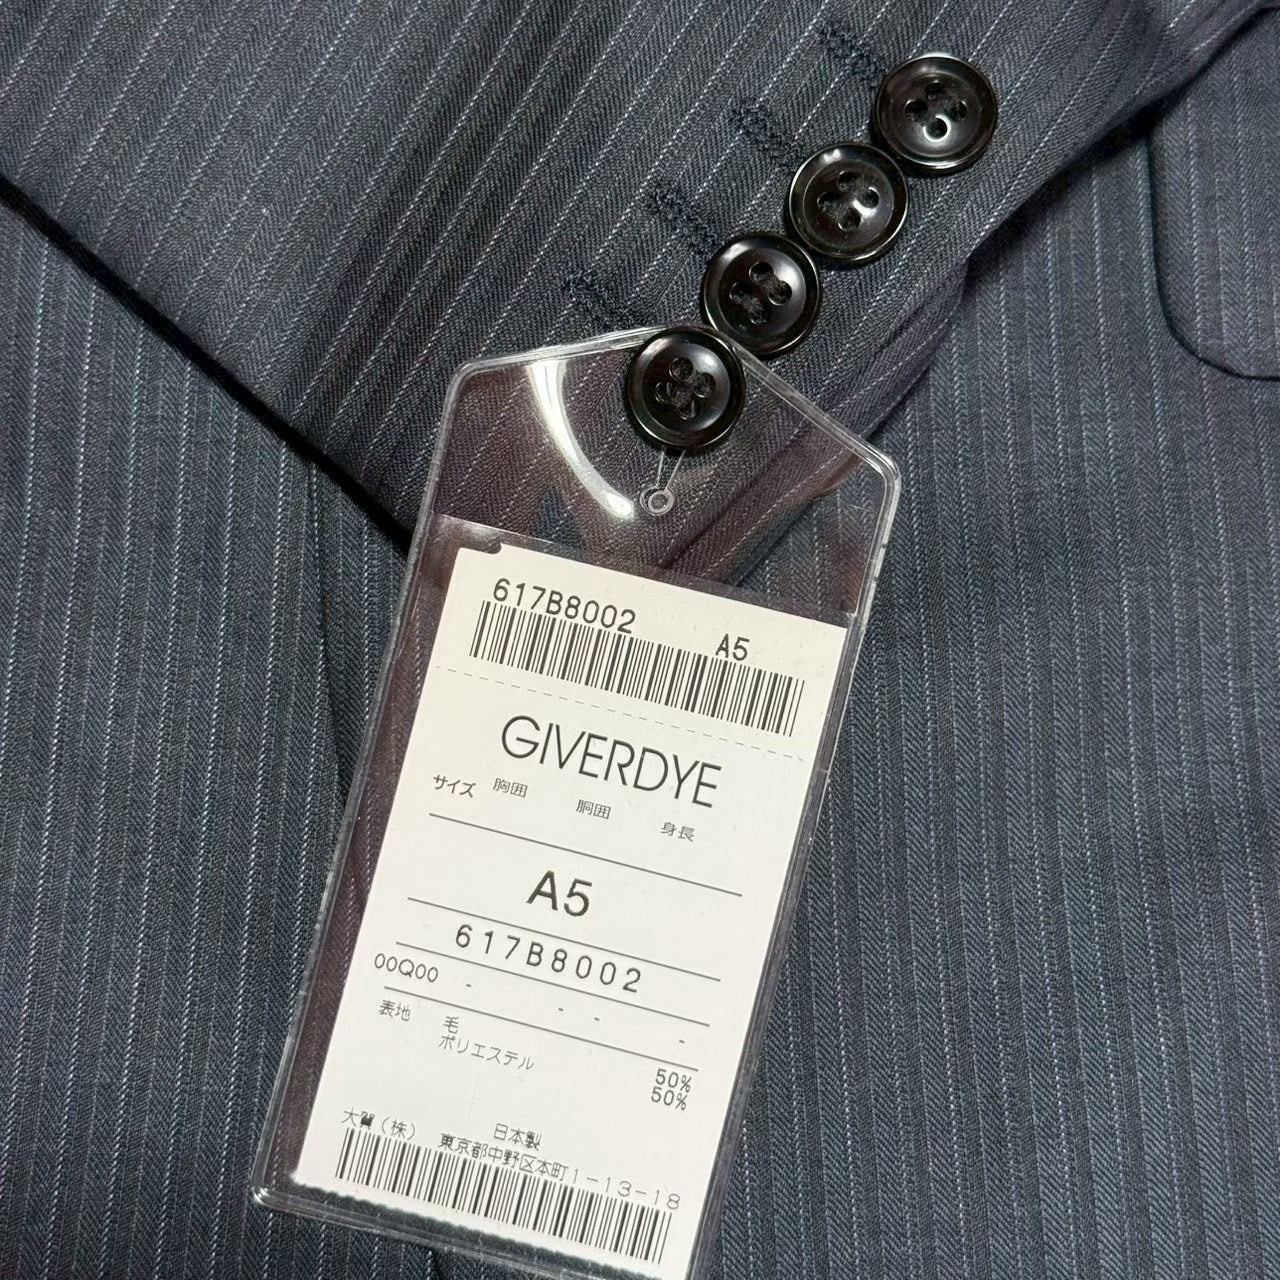 617B8002 A5
GIVERDYE
サイズ 胸囲 胴囲 身長
A5
617B8002
00Q00 - - - -
表地 毛 50%
ポリエステル 50%
日本製
大賀（株） 東京都中野区本町1-13-18